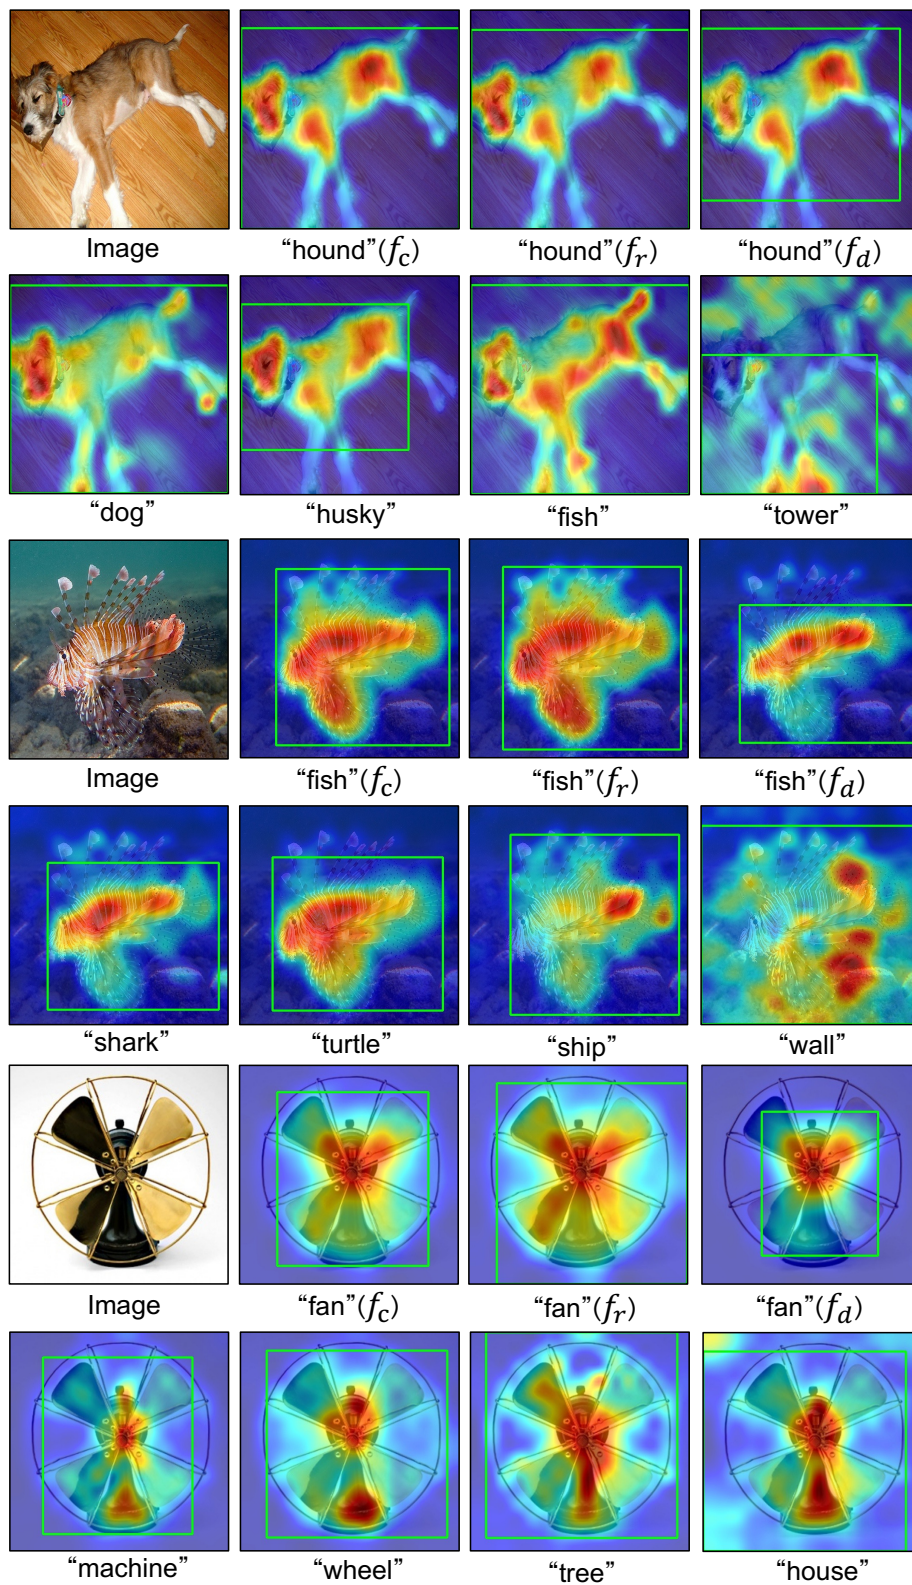 Image “hound”(f_c) “hound”(f_r) “hound”(f_d)
“dog” “husky” “fish” “tower”
Image “fish”(f_c) “fish”(f_r) “fish”(f_d)
“shark” “turtle” “ship” “wall”
Image “fan”(f_c) “fan”(f_r) “fan”(f_d)
“machine” “wheel” “tree” “house”